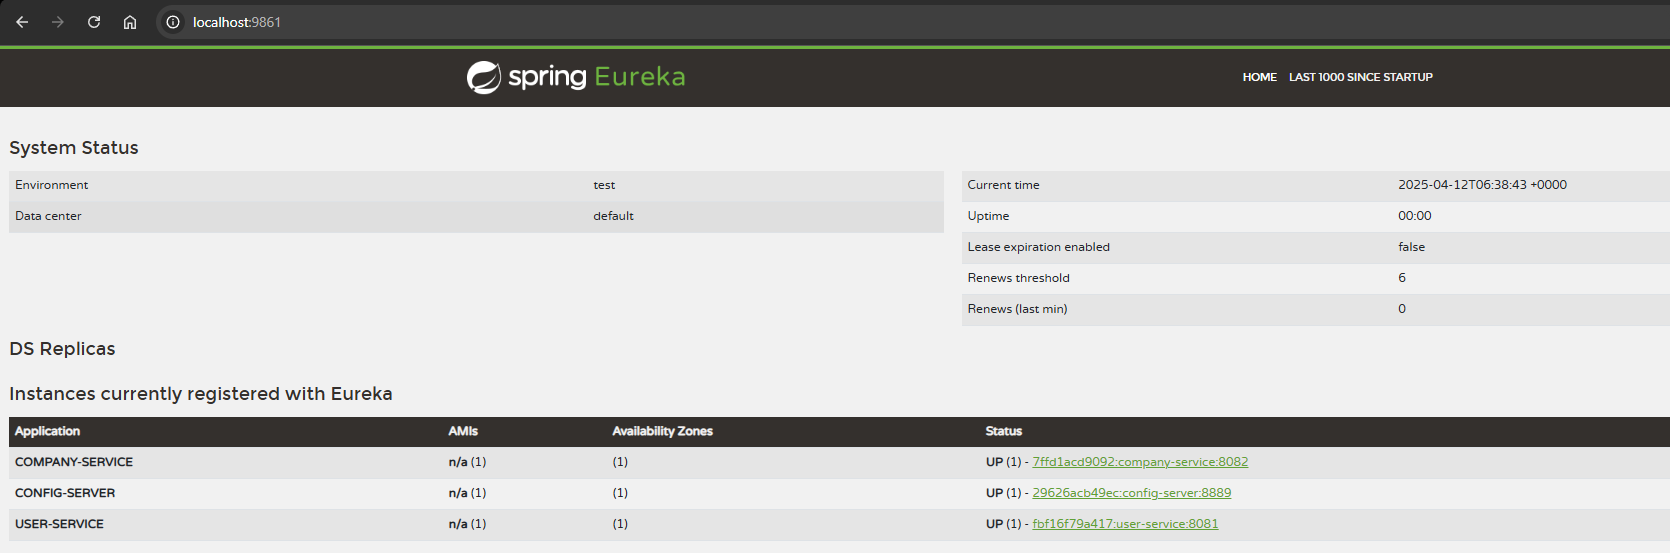 localhost:9861
spring Eureka
HOME LAST 1000 SINCE STARTUP
System Status
Environment test
Data center default
Current time 2025-04-12T06:38:43 +0000
Uptime 00:00
Lease expiration enabled false
Renews threshold 6
Renews (last min) 0
DS Replicas
Instances currently registered with Eureka
Application AMIs Availability Zones Status
COMPANY-SERVICE n/a (1) (1) UP (1) - 7ffd1acd9092:company-service:8082
CONFIG-SERVER n/a (1) (1) UP (1) - 29626acb49ec:config-server:8889
USER-SERVICE n/a (1) (1) UP (1) - fbf16f79a417:user-service:8081